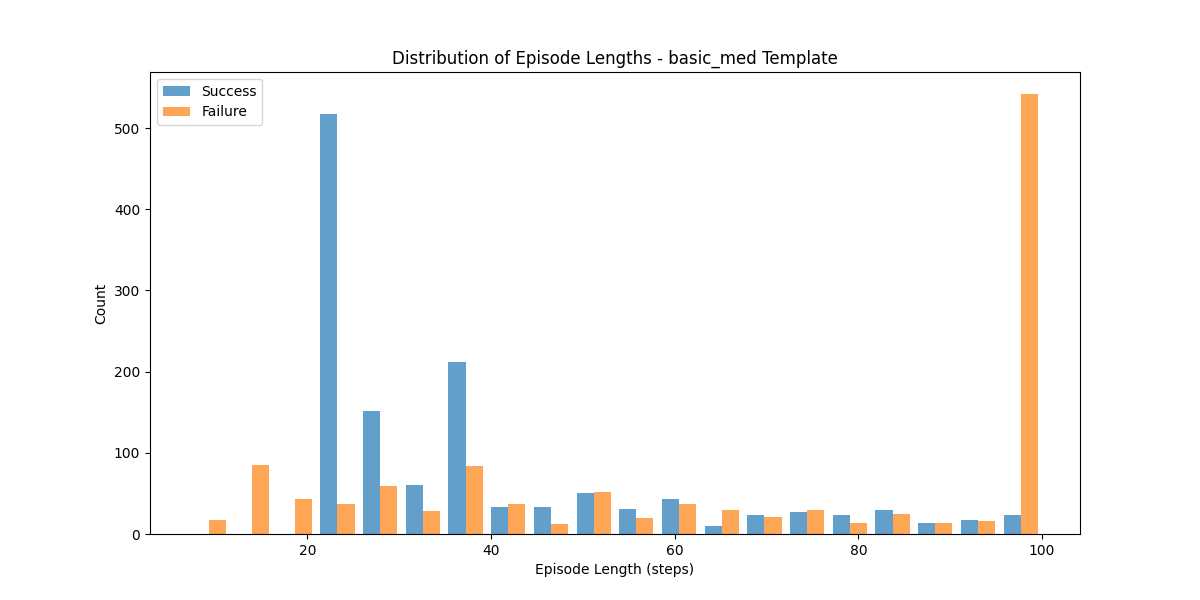 Distribution of Episode Lengths - basic_med Template
Success
Failure
500
400
300
200
100
0
Count
20
40
60
80
100
Episode Length (steps)